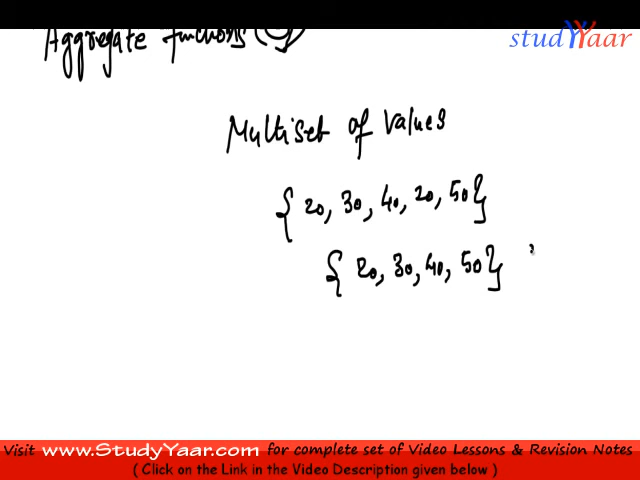 Aggregate functions
studYYaar
Multiset of values
{ 20, 30, 40, 20, 50}
{ 20, 30, 40, 50}
Visit www.StudyYaar.com for complete set of Video Lessons & Revision Notes
( Click on the Link in the Video Description given below )